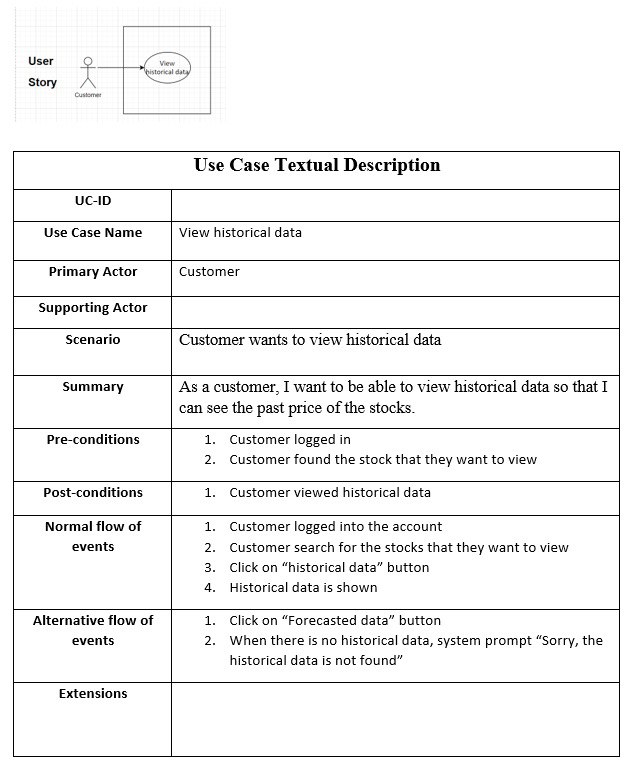 User
Story
View
historical data
Customer
Use Case Textual Description
UC-ID
Use Case Name
View historical data
Primary Actor
Customer
Supporting Actor
Scenario
Customer wants to view historical data
Summary
As a customer, I want to be able to view historical data so that I
can see the past price of the stocks.
Pre-conditions
1. Customer logged in
2. Customer found the stock that they want to view
Post-conditions
1. Customer viewed historical data
Normal flow of
events
1. Customer logged into the account
2. Customer search for the stocks that they want to view
3. Click on “historical data” button
4. Historical data is shown
Alternative flow of
events
1. Click on “Forecasted data” button
2. When there is no historical data, system prompt “Sorry, the
historical data is not found”
Extensions